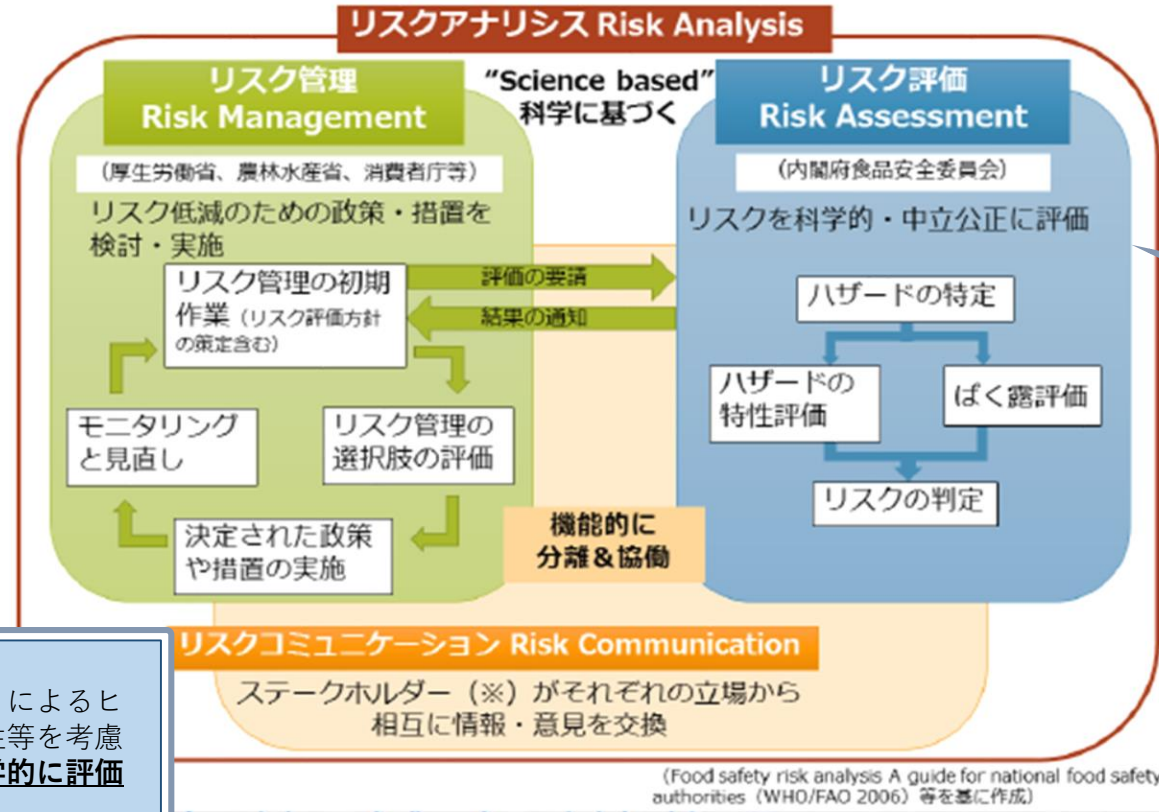 リスクアナリシス Risk Analysis
リスク管理
Risk Management
(厚生労働省、農林水産省、消費者庁等)
リスク低減のための政策・措置を
検討・実施
リスク管理の初期
作業(リスク評価方針
の策定含む)
リスク管理の
選択肢の評価
決定された政策
や措置の実施
モニタリング
と見直し
“Science based”
科学に基づく
評価の要請
結果の通知
機能的に
分離&協働
リスク評価
Risk Assessment
(内閣府食品安全委員会)
リスクを科学的・中立公正に評価
ハザードの特定
ハザードの
特性評価
ばく露評価
リスクの判定
リスクコミュニケーション Risk Communication
ステークホルダー(※)がそれぞれの立場から
相互に情報・意見を交換
によるヒ
性等を考慮
学的に評価
(Food safety risk analysis A guide for national food safety
authorities(WHO/FAO 2006)等を基に作成)